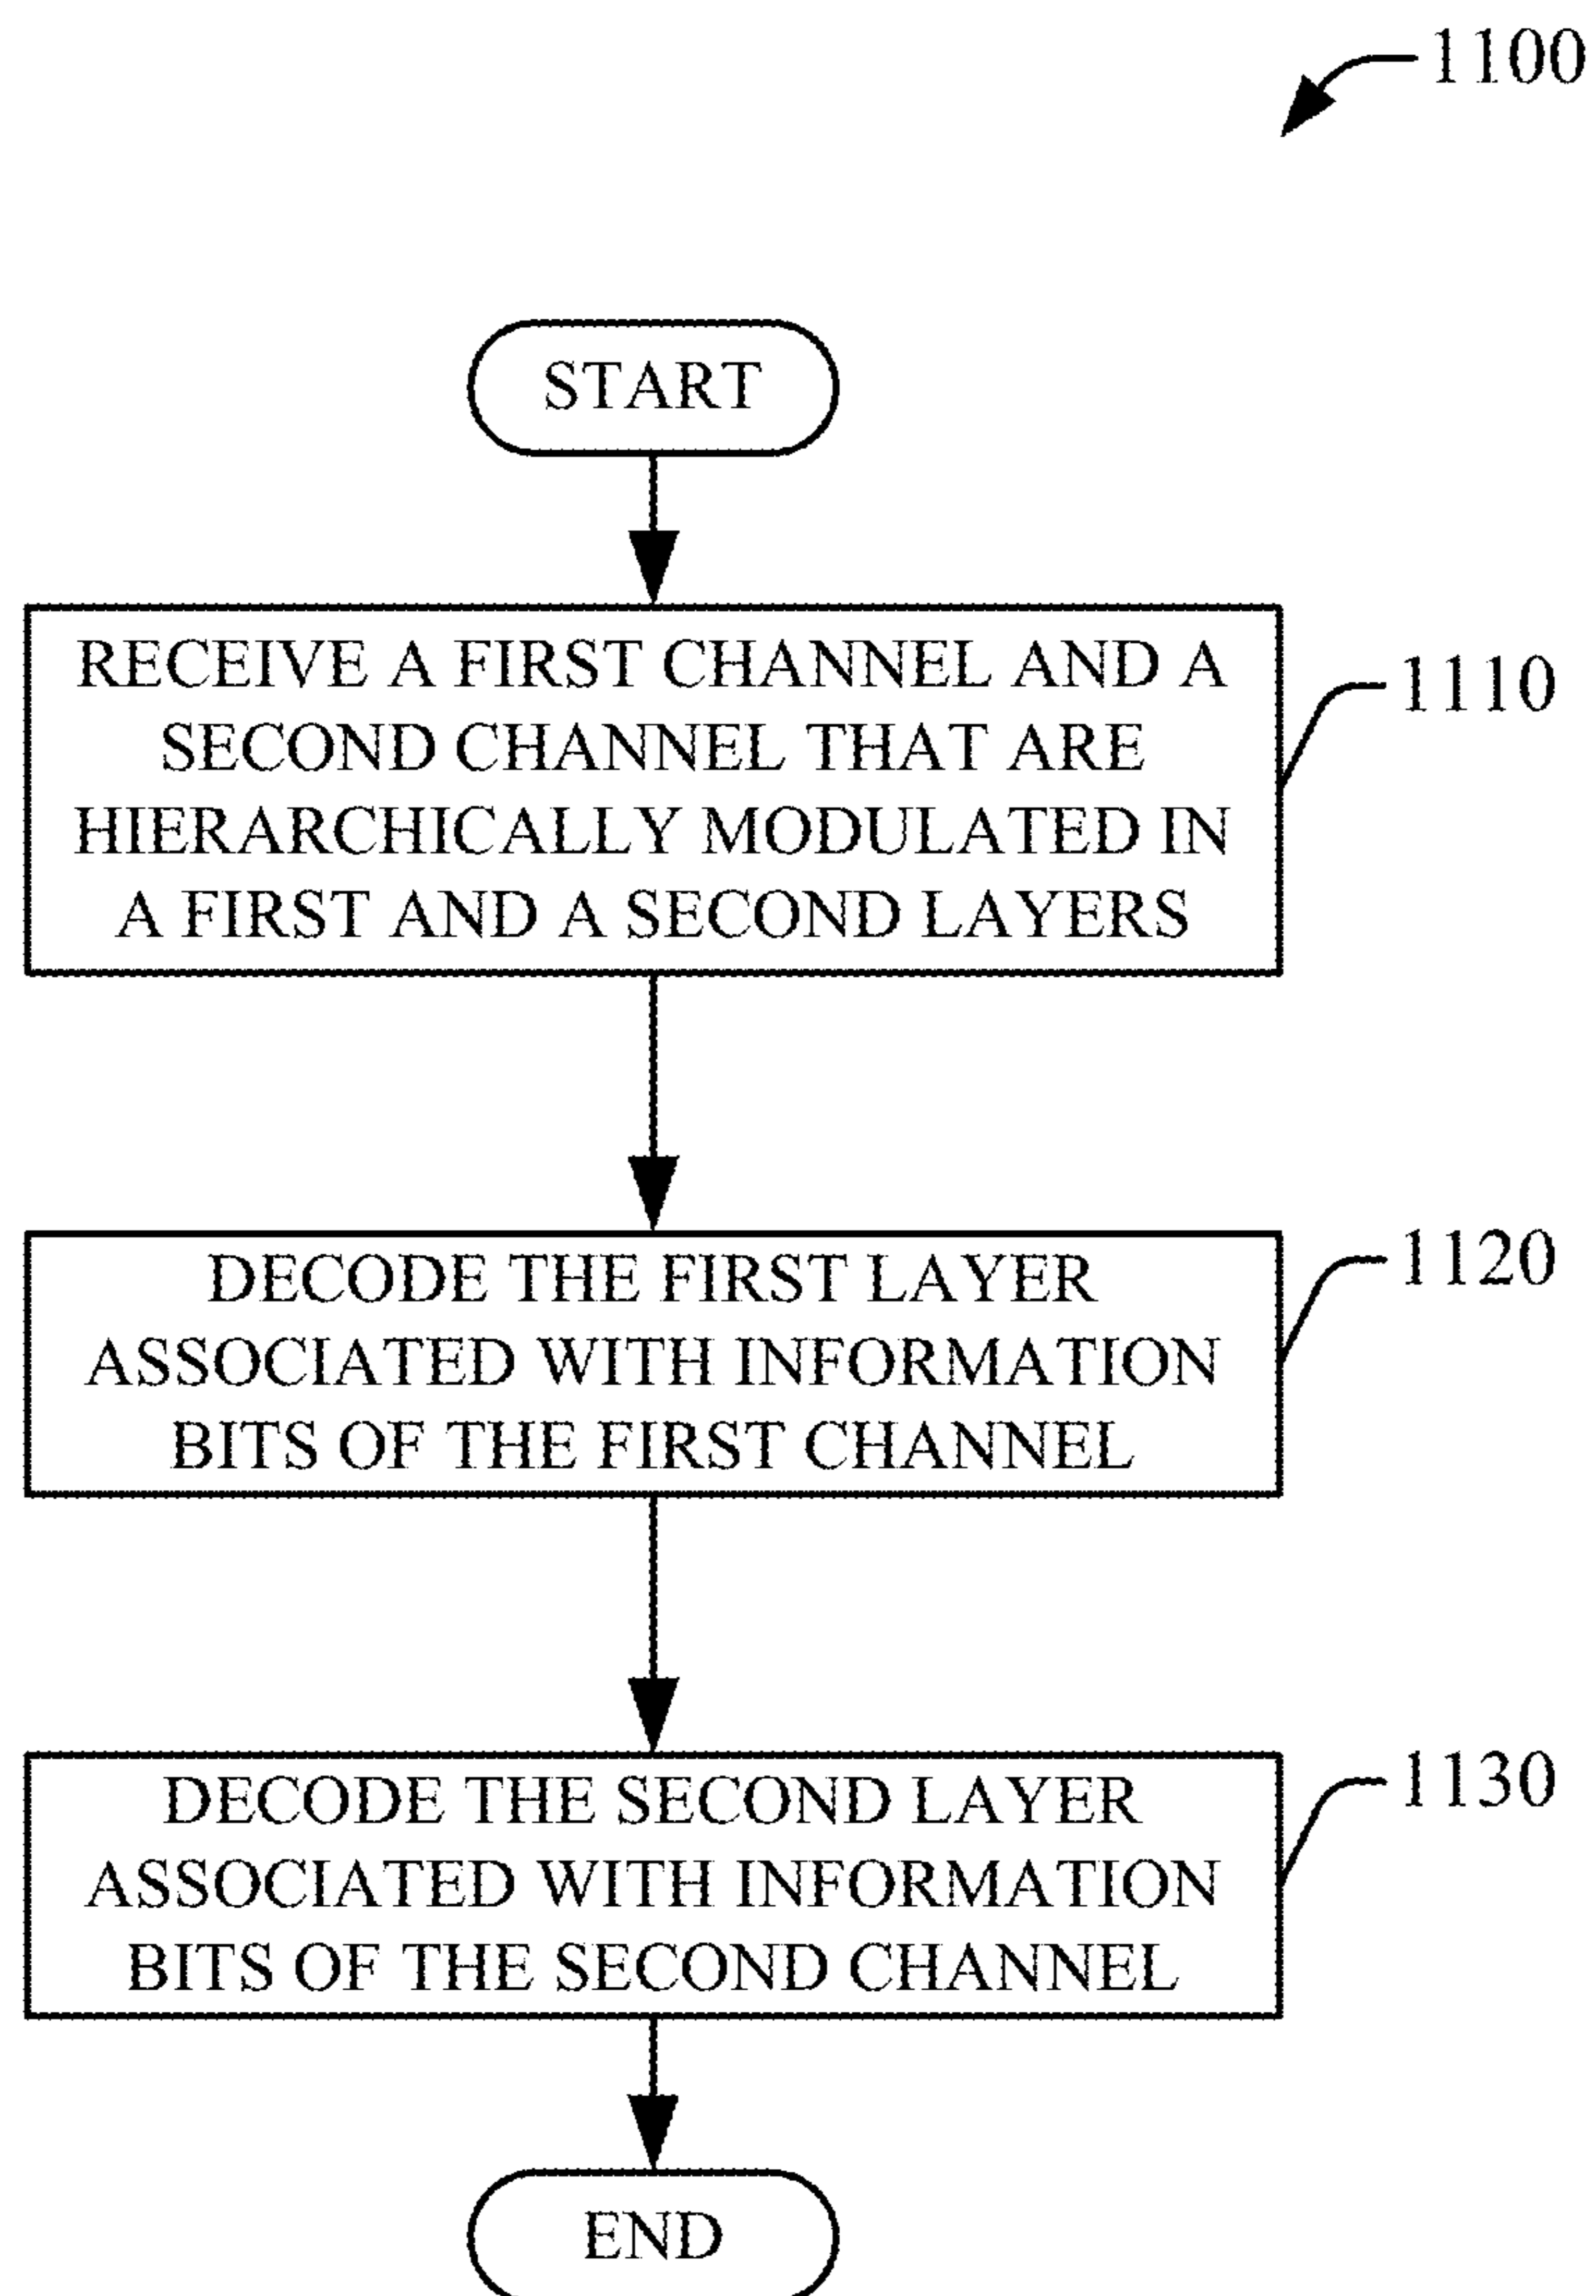 1100
START
RECEIVE A FIRST CHANNEL AND A
SECOND CHANNEL THAT ARE
HIERARCHICALLY MODULATED IN
A FIRST AND A SECOND LAYERS
1110
DECODE THE FIRST LAYER
ASSOCIATED WITH INFORMATION
BITS OF THE FIRST CHANNEL
1120
DECODE THE SECOND LAYER
ASSOCIATED WITH INFORMATION
BITS OF THE SECOND CHANNEL
1130
END